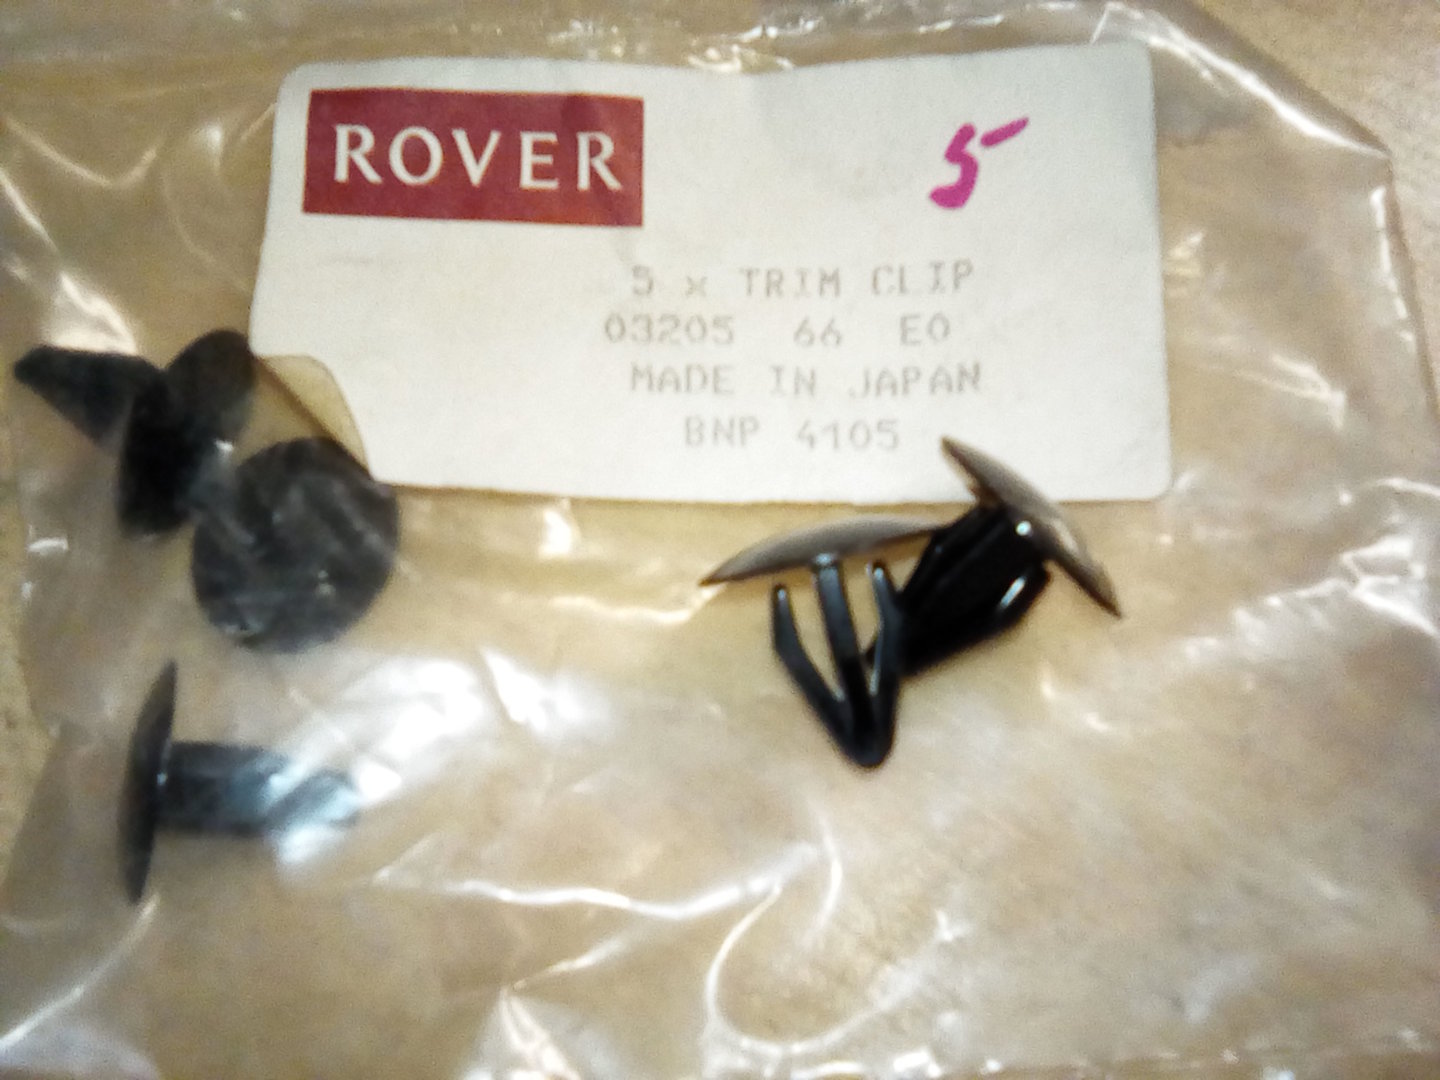 ROVER
5
5 x TRIM CLIP
03205 66 E0
MADE IN JAPAN
BNP 4105